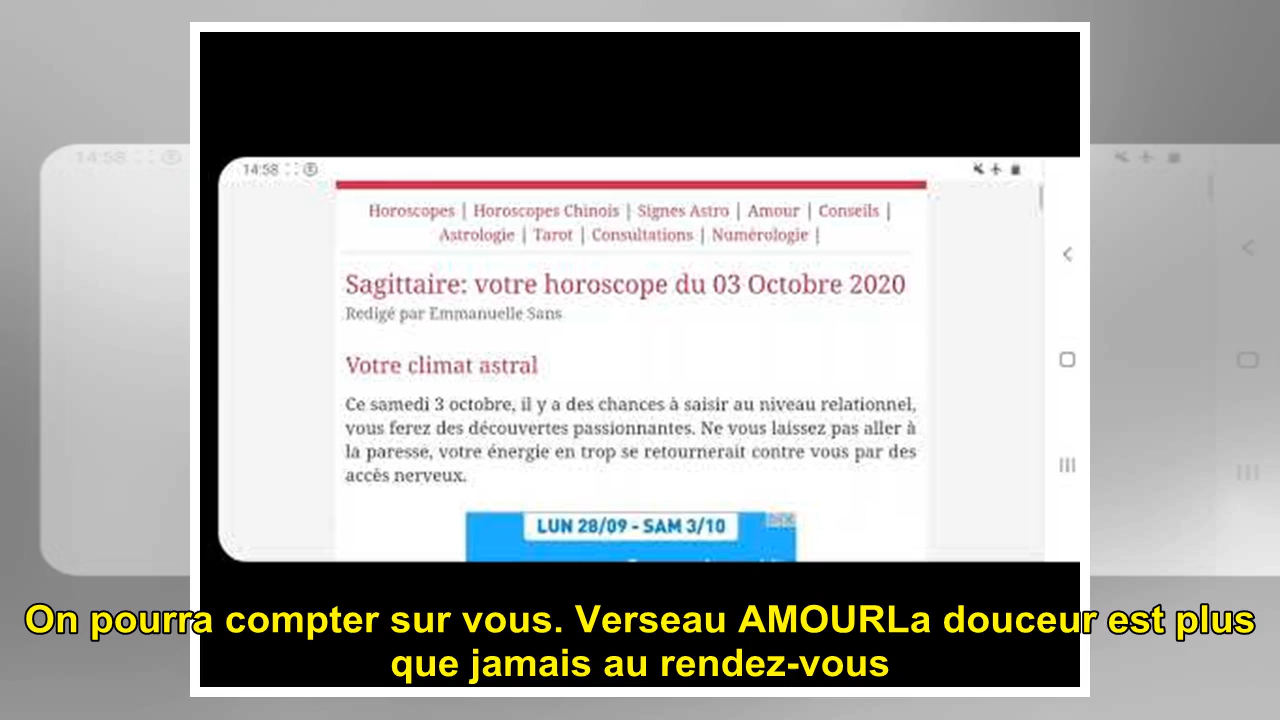 14:58
Horoscopes | Horoscopes Chinois | Signes Astro | Amour | Conseils |
Astrologie | Tarot | Consultations | Numérologie |
Sagittaire: votre horoscope du 03 Octobre 2020
Redigé par Emmanuelle Sans
Votre climat astral
Ce samedi 3 octobre, il y a des chances à saisir au niveau relationnel,
vous ferez des découvertes passionnantes. Ne vous laissez pas aller à
la paresse, votre énergie en trop se retournerait contre vous par des
accès nerveux.
LUN 28/09 - SAM 3/10
On pourra compter sur vous. Verseau AMOURLa douceur est plus
que jamais au rendez-vous